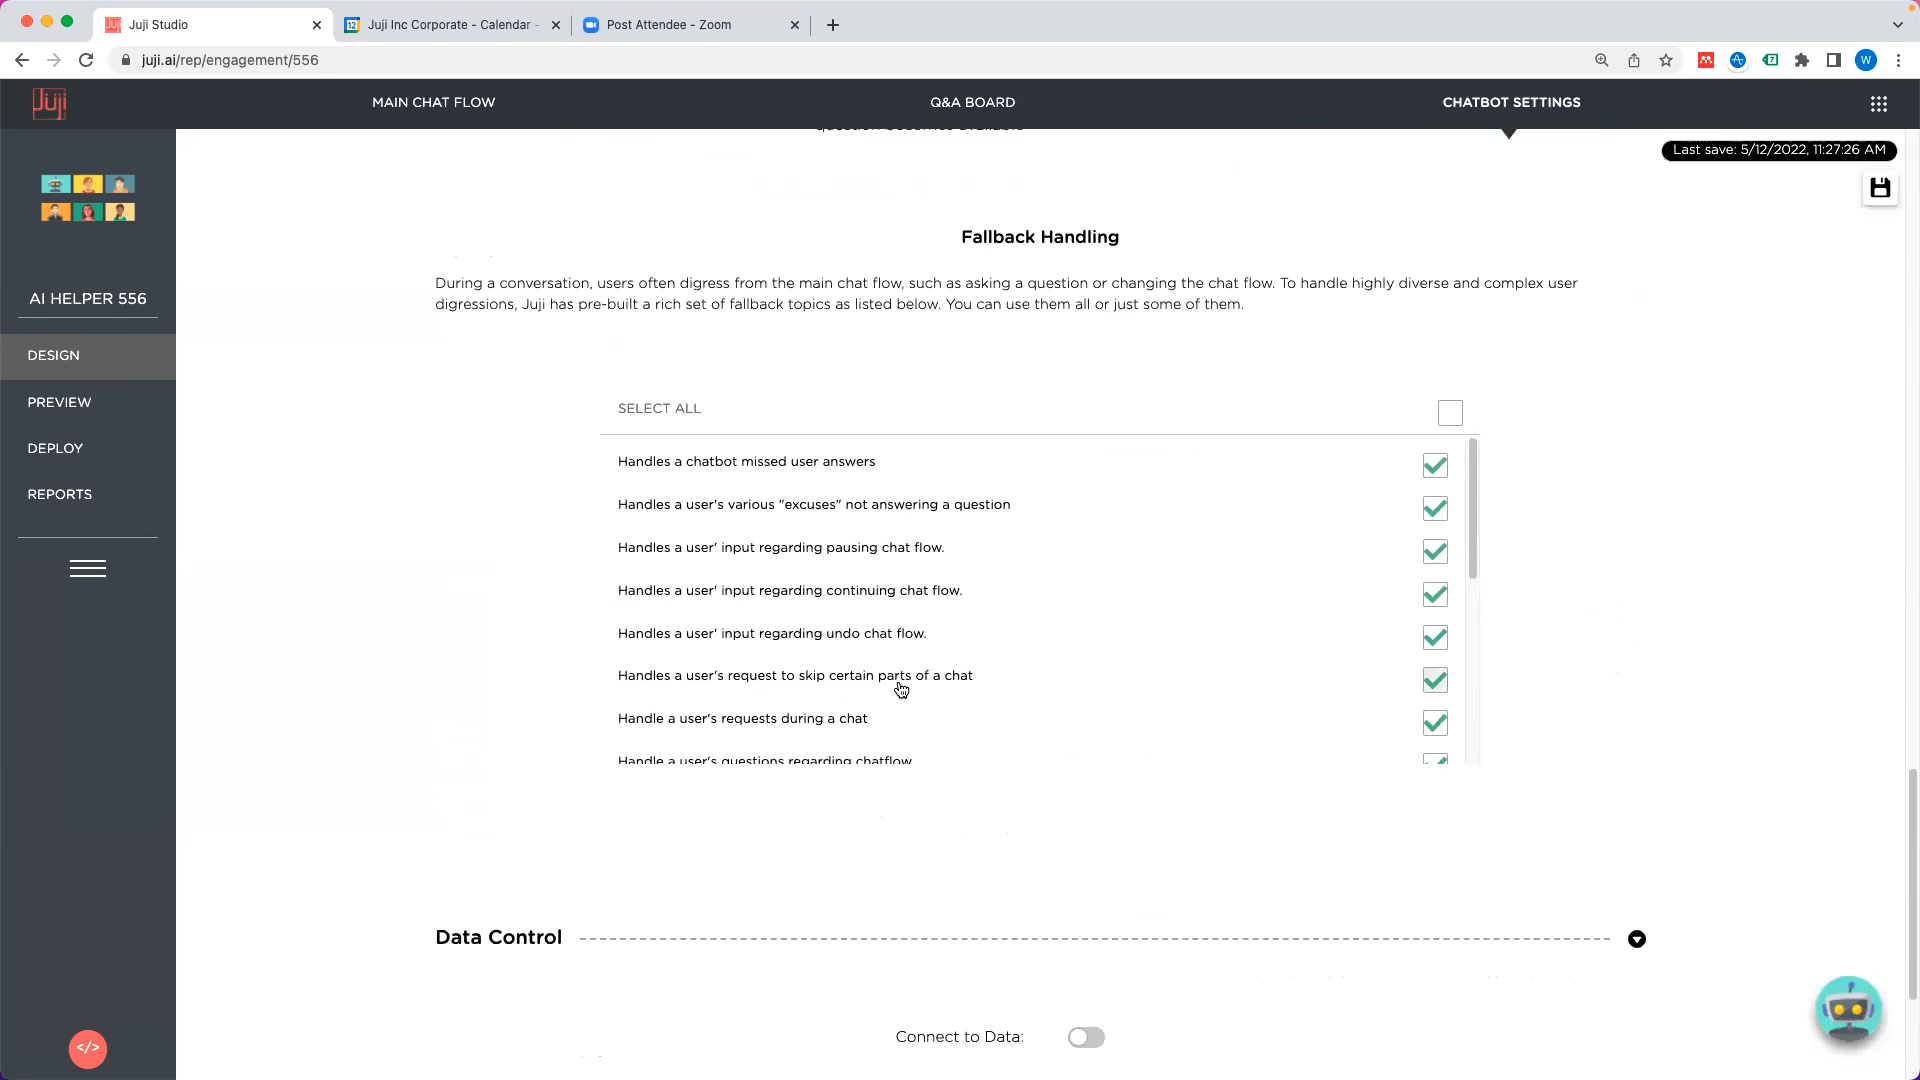 Juji Studio
Juji Inc Corporate - Calendar -
Post Attendee - Zoom
juji.ai/rep/engagement/556
W
Juji
MAIN CHAT FLOW
Q&A BOARD
CHATBOT SETTINGS
Question becomes available
Last save: 5/12/2022, 11:27:26 AM
AI HELPER 556
DESIGN
PREVIEW
DEPLOY
REPORTS
</>
Fallback Handling
During a conversation, users often digress from the main chat flow, such as asking a question or changing the chat flow. To handle highly diverse and complex user
digressions, Juji has pre-built a rich set of fallback topics as listed below. You can use them all or just some of them.
SELECT ALL
Handles a chatbot missed user answers
Handles a user's various "excuses" not answering a question
Handles a user' input regarding pausing chat flow.
Handles a user' input regarding continuing chat flow.
Handles a user' input regarding undo chat flow.
Handles a user's request to skip certain parts of a chat
Handle a user's requests during a chat
Handle a user's questions regarding chatflow
Data Control
Connect to Data: